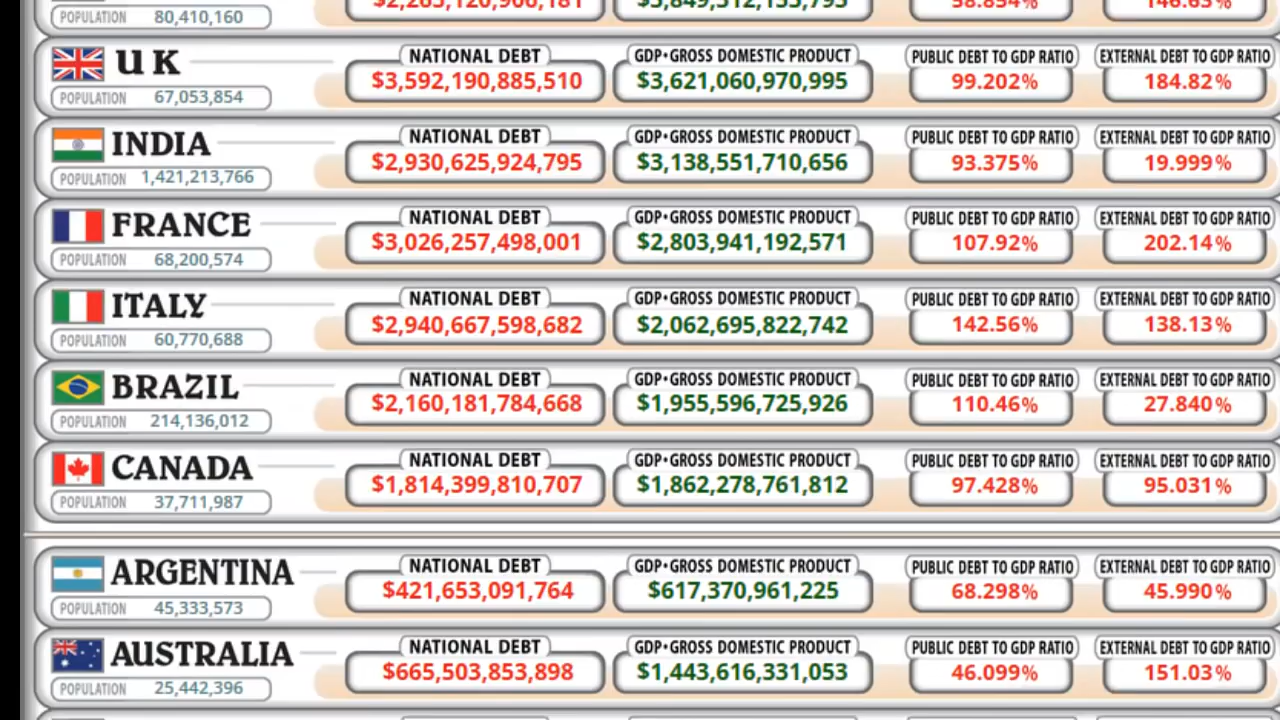 $2,265,120,906,181 $3,849,312,135,793 58.854% 146.63%
POPULATION 80,410,160
UK NATIONAL DEBT GDP•GROSS DOMESTIC PRODUCT PUBLIC DEBT TO GDP RATIO EXTERNAL DEBT TO GDP RATIO
$3,592,190,885,510 $3,621,060,970,995 99.202% 184.82%
POPULATION 67,053,854
INDIA NATIONAL DEBT GDP•GROSS DOMESTIC PRODUCT PUBLIC DEBT TO GDP RATIO EXTERNAL DEBT TO GDP RATIO
$2,930,625,924,795 $3,138,551,710,656 93.375% 19.999%
POPULATION 1,421,213,766
FRANCE NATIONAL DEBT GDP•GROSS DOMESTIC PRODUCT PUBLIC DEBT TO GDP RATIO EXTERNAL DEBT TO GDP RATIO
$3,026,257,498,001 $2,803,941,192,571 107.92% 202.14%
POPULATION 68,200,574
ITALY NATIONAL DEBT GDP•GROSS DOMESTIC PRODUCT PUBLIC DEBT TO GDP RATIO EXTERNAL DEBT TO GDP RATIO
$2,940,667,598,682 $2,062,695,822,742 142.56% 138.13%
POPULATION 60,770,688
BRAZIL NATIONAL DEBT GDP•GROSS DOMESTIC PRODUCT PUBLIC DEBT TO GDP RATIO EXTERNAL DEBT TO GDP RATIO
$2,160,181,784,668 $1,955,596,725,926 110.46% 27.840%
POPULATION 214,136,012
CANADA NATIONAL DEBT GDP•GROSS DOMESTIC PRODUCT PUBLIC DEBT TO GDP RATIO EXTERNAL DEBT TO GDP RATIO
$1,814,399,810,707 $1,862,278,761,812 97.428% 95.031%
POPULATION 37,711,987
ARGENTINA NATIONAL DEBT GDP•GROSS DOMESTIC PRODUCT PUBLIC DEBT TO GDP RATIO EXTERNAL DEBT TO GDP RATIO
$421,653,091,764 $617,370,961,225 68.298% 45.990%
POPULATION 45,333,573
AUSTRALIA NATIONAL DEBT GDP•GROSS DOMESTIC PRODUCT PUBLIC DEBT TO GDP RATIO EXTERNAL DEBT TO GDP RATIO
$665,503,853,898 $1,443,616,331,053 46.099% 151.03%
POPULATION 25,442,396